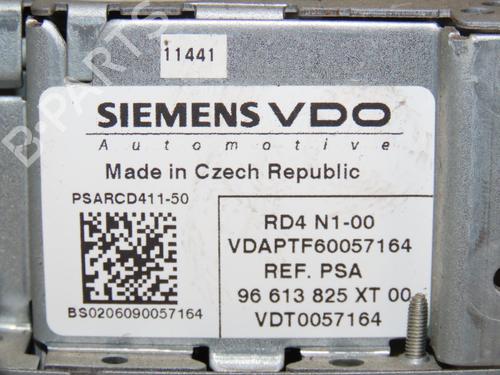 11441
SIEMENS VDO
Automotive
Made in Czech Republic
PSARCD411-50
RD4 N1-00
VDAPTF60057164
REF. PSA
96 613 825 XT 00
BS0206090057164
VDT0057164
B-PARTS